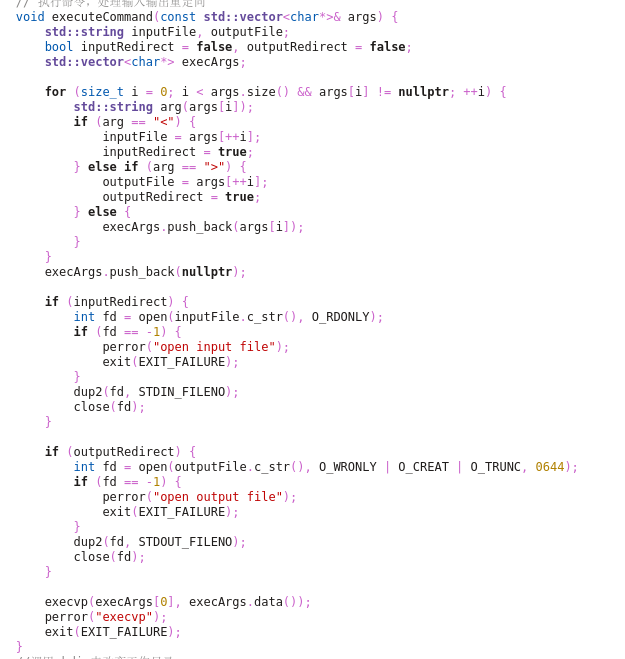 // 执行命令，处理输入输出重定向
void executeCommand(const std::vector<char*>& args) {
    std::string inputFile, outputFile;
    bool inputRedirect = false, outputRedirect = false;
    std::vector<char*> execArgs;

    for (size_t i = 0; i < args.size() && args[i] != nullptr; ++i) {
        std::string arg(args[i]);
        if (arg == "<") {
            inputFile = args[++i];
            inputRedirect = true;
        } else if (arg == ">") {
            outputFile = args[++i];
            outputRedirect = true;
        } else {
            execArgs.push_back(args[i]);
        }
    }
    execArgs.push_back(nullptr);

    if (inputRedirect) {
        int fd = open(inputFile.c_str(), O_RDONLY);
        if (fd == -1) {
            perror("open input file");
            exit(EXIT_FAILURE);
        }
        dup2(fd, STDIN_FILENO);
        close(fd);
    }

    if (outputRedirect) {
        int fd = open(outputFile.c_str(), O_WRONLY | O_CREAT | O_TRUNC, 0644);
        if (fd == -1) {
            perror("open output file");
            exit(EXIT_FAILURE);
        }
        dup2(fd, STDOUT_FILENO);
        close(fd);
    }

    execvp(execArgs[0], execArgs.data());
    perror("execvp");
    exit(EXIT_FAILURE);
}